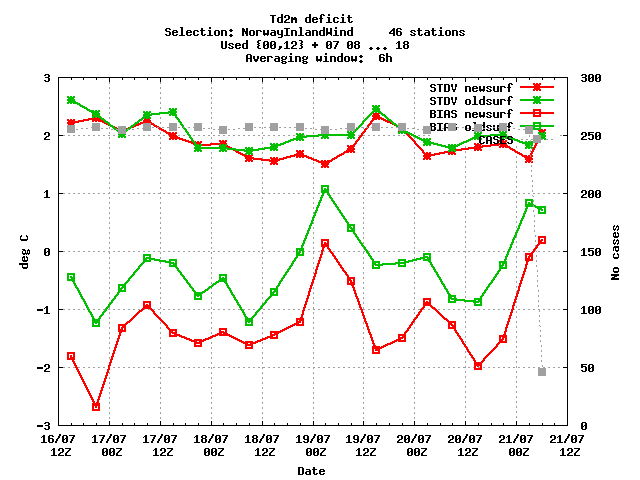 Td2m deficit
Selection: NorwayInlandWind 46 stations
Used {00,12} + 07 08 ... 18
Averaging window: 6h
3 300
STDV newsurf
STDV oldsurf
BIAS newsurf
BIAS oldsurf
CASES
2 250
1 200
0 150
-1 100
-2 50
-3 0
deg C
No cases
16/07 17/07 17/07 18/07 18/07 19/07 19/07 20/07 20/07 21/07 21/07
12Z 00Z 12Z 00Z 12Z 00Z 12Z 00Z 12Z 00Z 12Z
Date